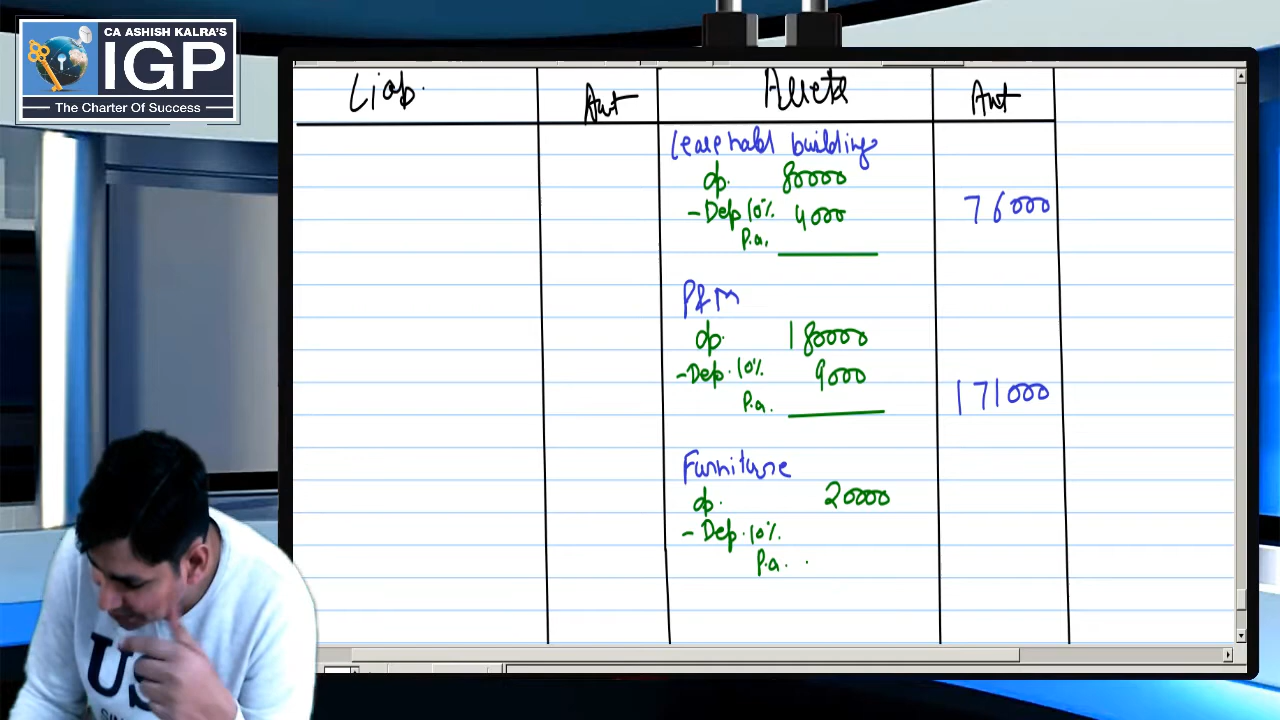 CA ASHISH KALRA'S
IGP
The Charter Of Success
Liab. Amt Assets Amt
Leasehold building
op. 80000
- Dep 10% 4000 76000
p.a.
P&M
op. 180000
- Dep. 10% 9000
p.a. 171000
Furniture
op. 20000
- Dep. 10%
p.a.
US